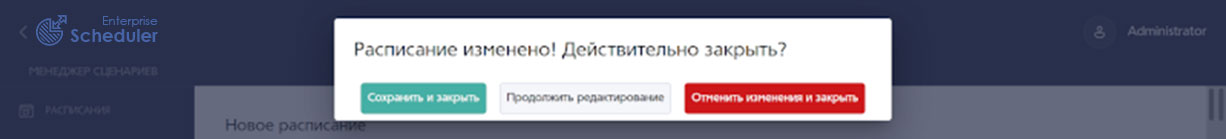 Enterprise
Scheduler
Administrator
Расписание изменено! Действительно закрыть?
МЕНЕДЖЕР СЦЕНАРИЕВ
Сохранить и закрыть
Продолжить редактирование
Отменить изменения и закрыть
РАСПИСАНИЯ
Новое расписание